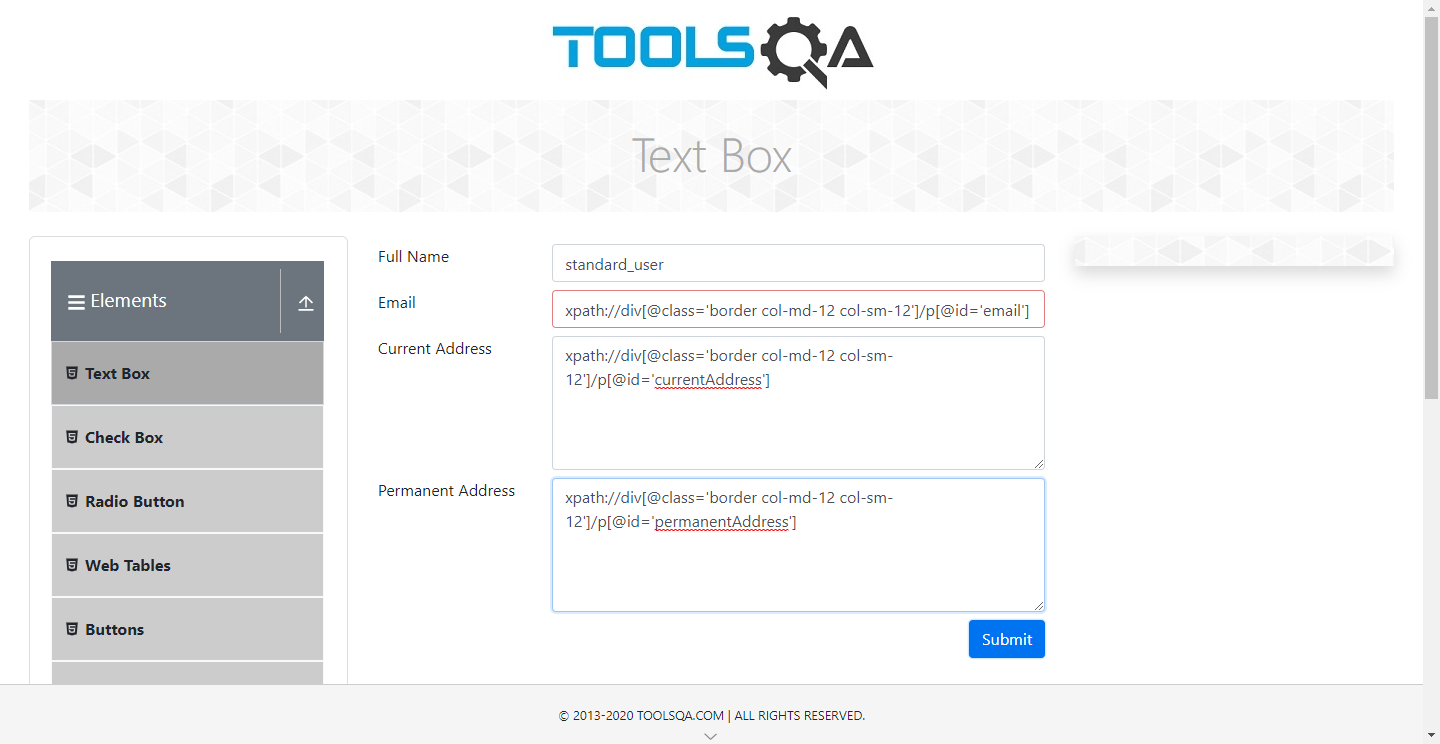 TOOLSQA
Text Box
Elements
Text Box
Check Box
Radio Button
Web Tables
Buttons
Full Name
standard_user
Email
xpath://div[@class='border col-md-12 col-sm-12']/p[@id='email']
Current Address
xpath://div[@class='border col-md-12 col-sm-
12']/p[@id='currentAddress']
Permanent Address
xpath://div[@class='border col-md-12 col-sm-
12']/p[@id='permanentAddress']
Submit
© 2013-2020 TOOLSQA.COM | ALL RIGHTS RESERVED.